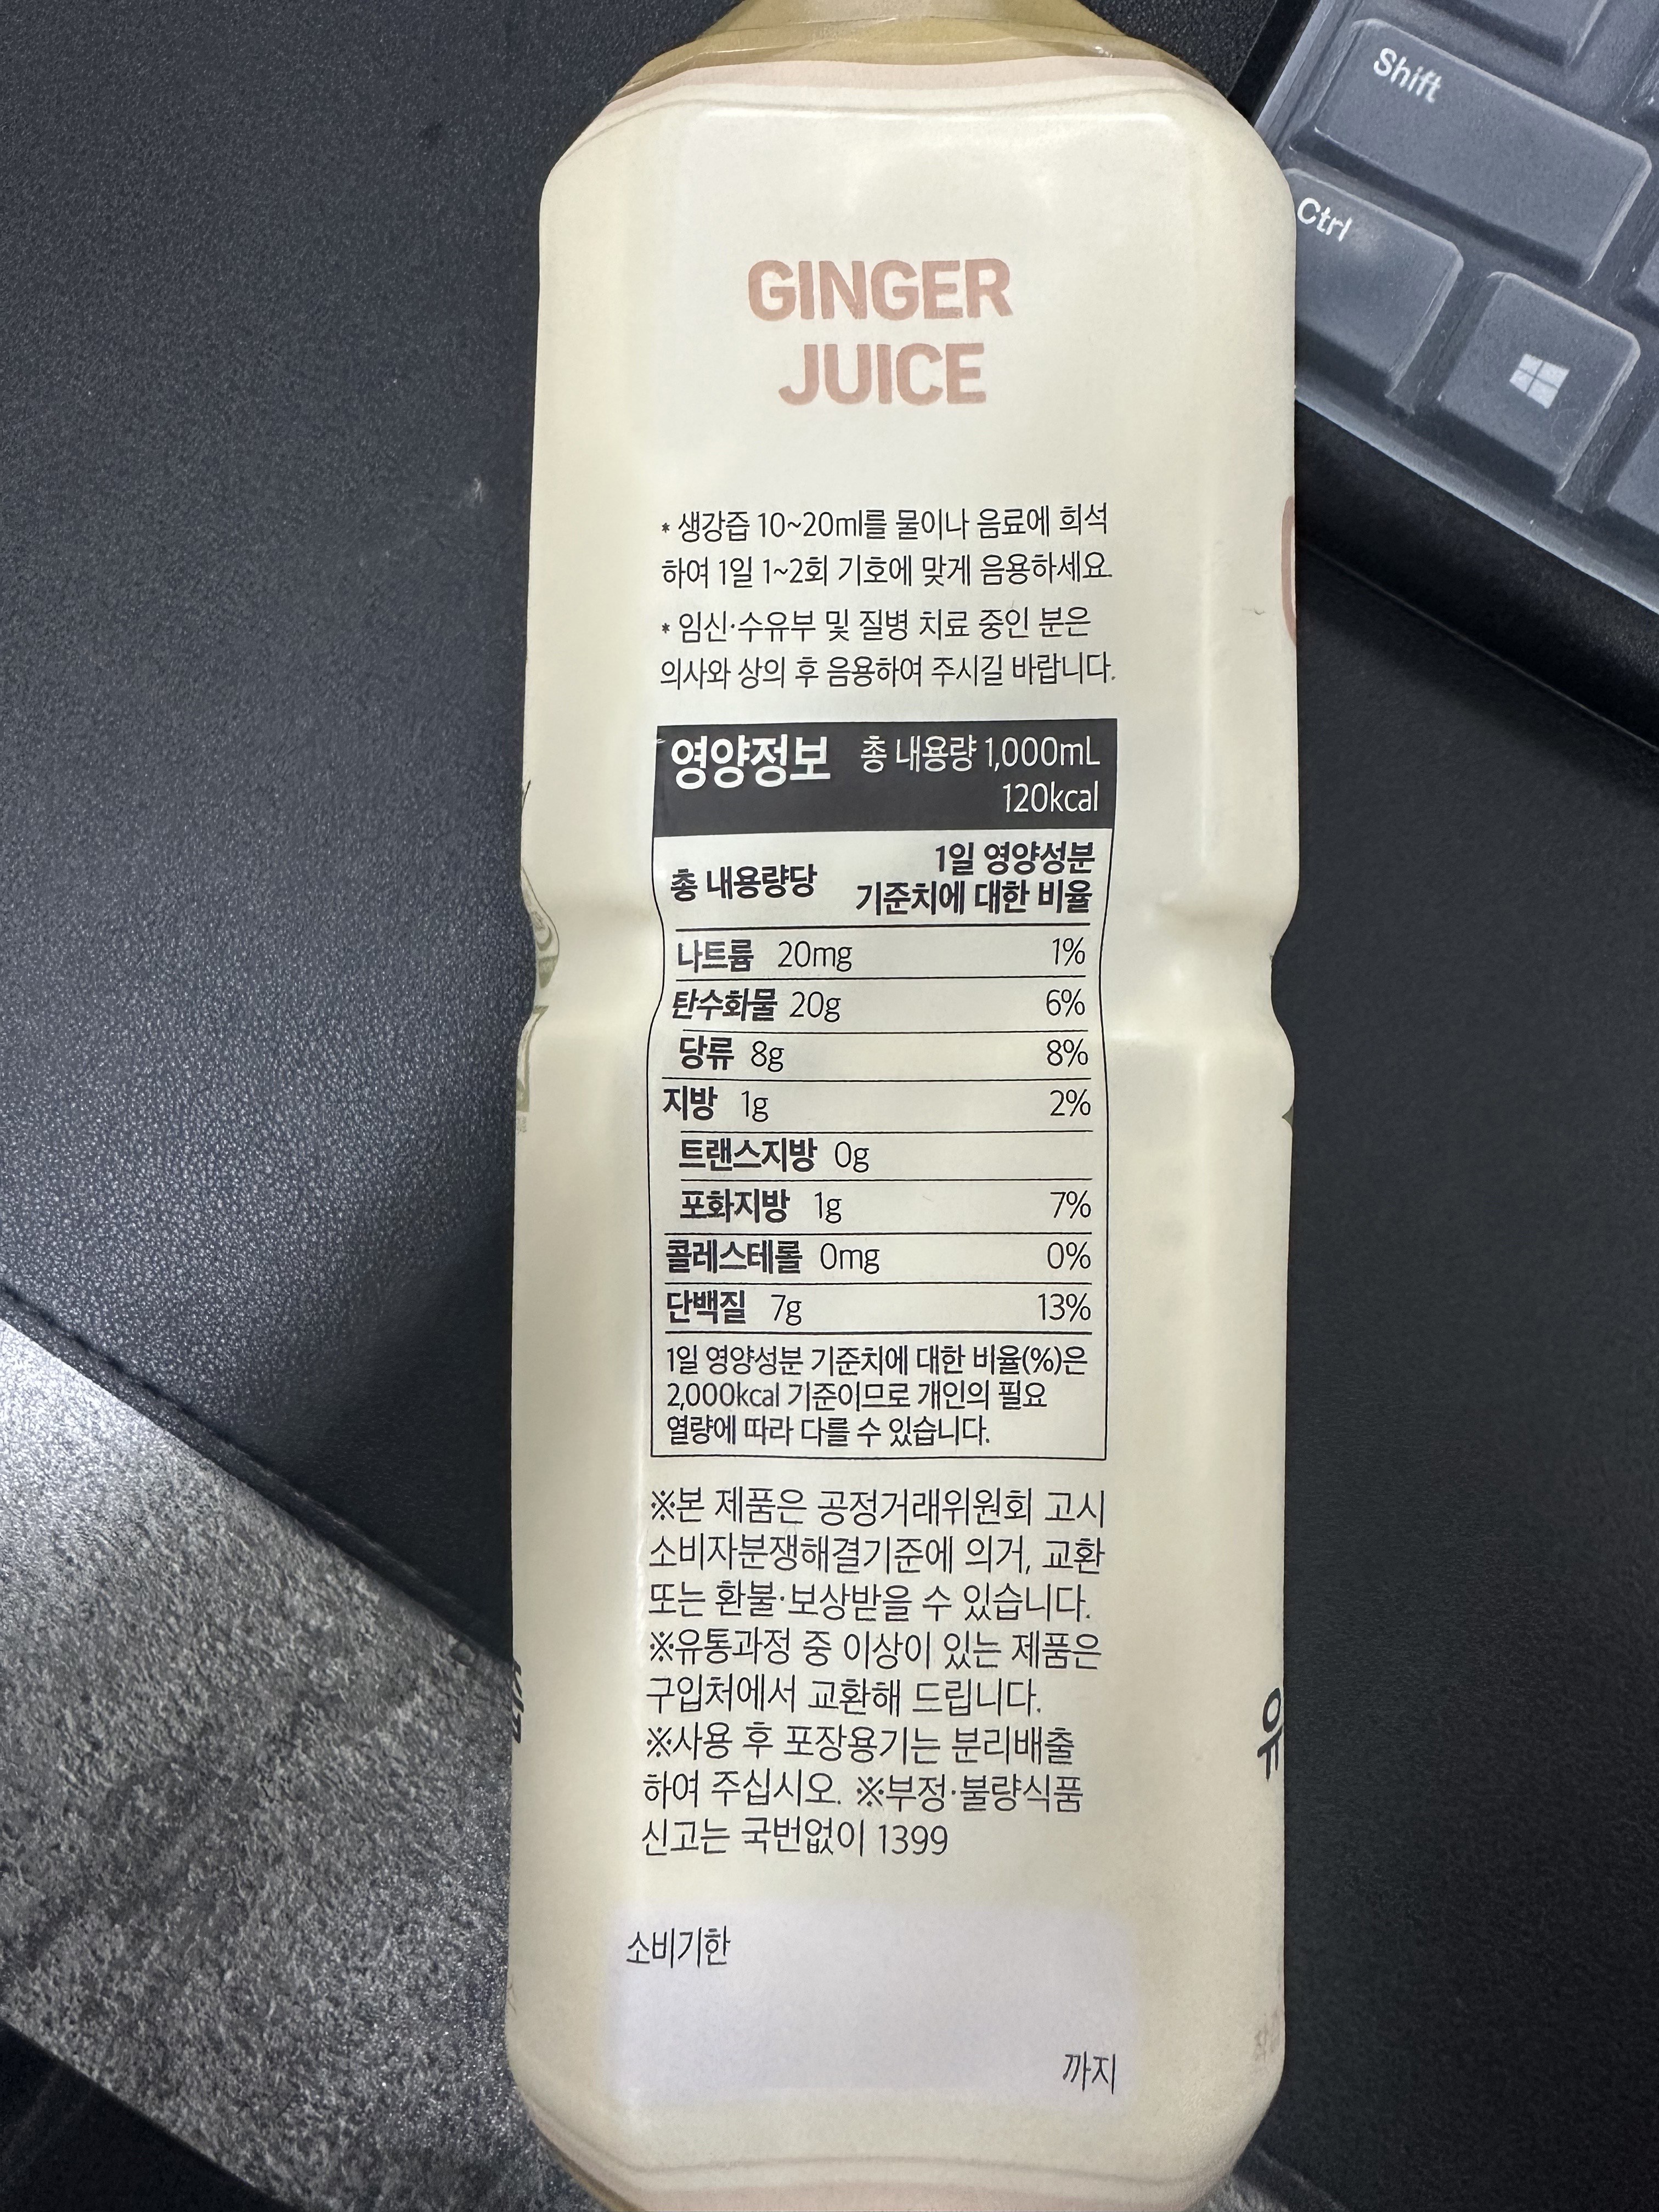 Shift
Ctrl
GINGER
JUICE
* 생강즙 10~20ml를 물이나 음료에 희석
하여 1일 1~2회 기호에 맞게 음용하세요.
* 임신·수유부 및 질병 치료 중인 분은
의사와 상의 후 음용하여 주시길 바랍니다.
영양정보 총 내용량 1,000mL
120kcal
총 내용량당 1일 영양성분
기준치에 대한 비율
나트륨 20mg 1%
탄수화물 20g 6%
당류 8g 8%
지방 1g 2%
트랜스지방 0g
포화지방 1g 7%
콜레스테롤 0mg 0%
단백질 7g 13%
1일 영양성분 기준치에 대한 비율(%)은
2,000kcal 기준이므로 개인의 필요
열량에 따라 다를 수 있습니다.
※본 제품은 공정거래위원회 고시
소비자분쟁해결기준에 의거, 교환
또는 환불·보상받을 수 있습니다.
※유통과정 중 이상이 있는 제품은
구입처에서 교환해 드립니다.
※사용 후 포장용기는 분리배출
하여 주십시오. ※부정·불량식품
신고는 국번없이 1399
유
소비기한
까지